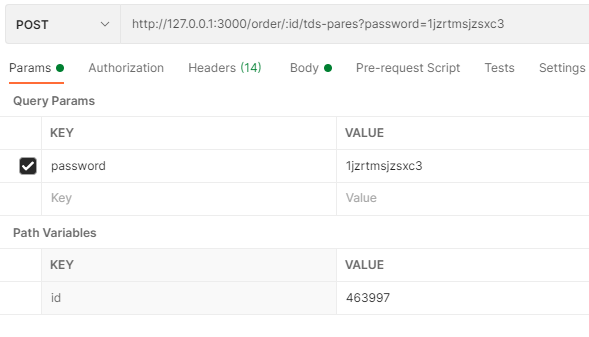 POST http://127.0.0.1:3000/order/:id/tds-pares?password=1jzrtmsjzsxc3
Params Authorization Headers (14) Body Pre-request Script Tests Settings
Query Params
KEY VALUE
password 1jzrtmsjzsxc3
Key Value
Path Variables
KEY VALUE
id 463997